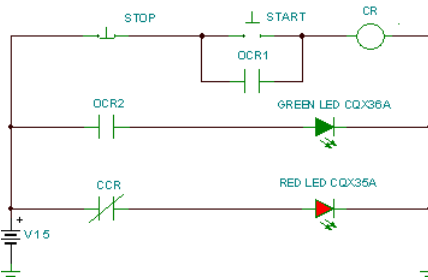 STOP
START
CR
OCR1
OCR2
GREEN LED CQX36A
CCR
RED LED CQX35A
+
V15